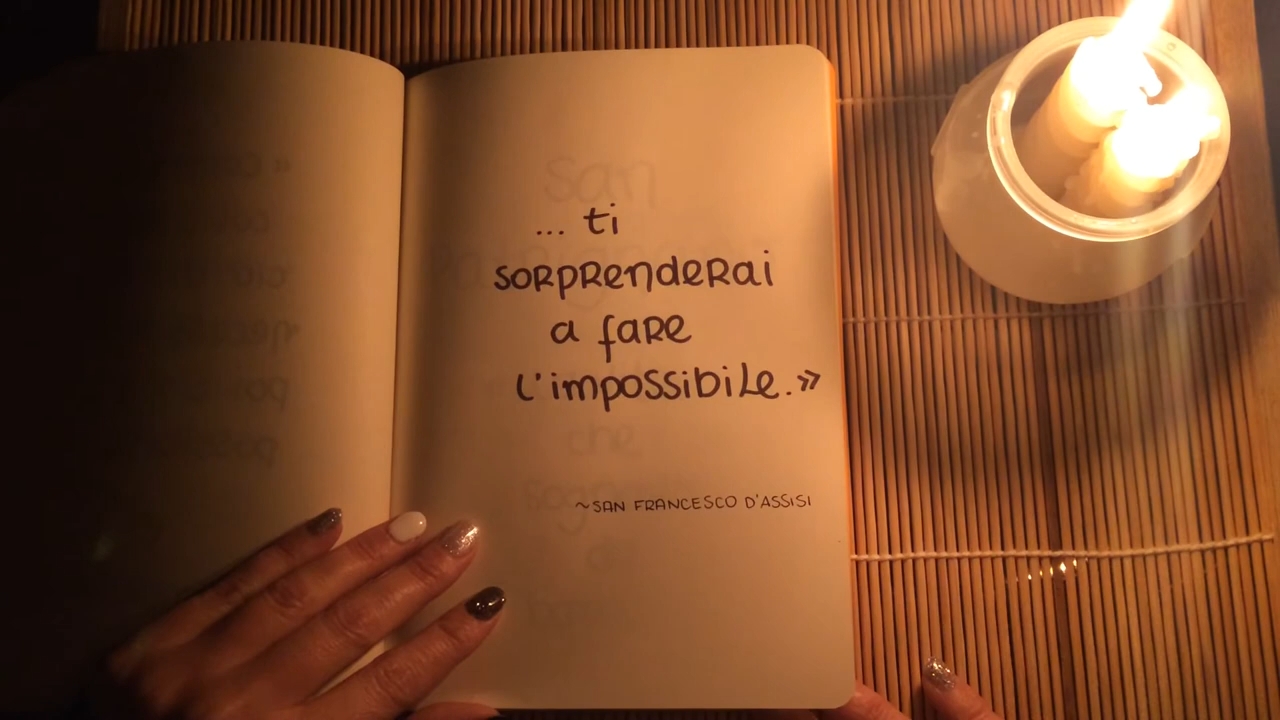 ... ti
sorprenderai
a fare
l'impossibile.»
~SAN FRANCESCO D'ASSISI